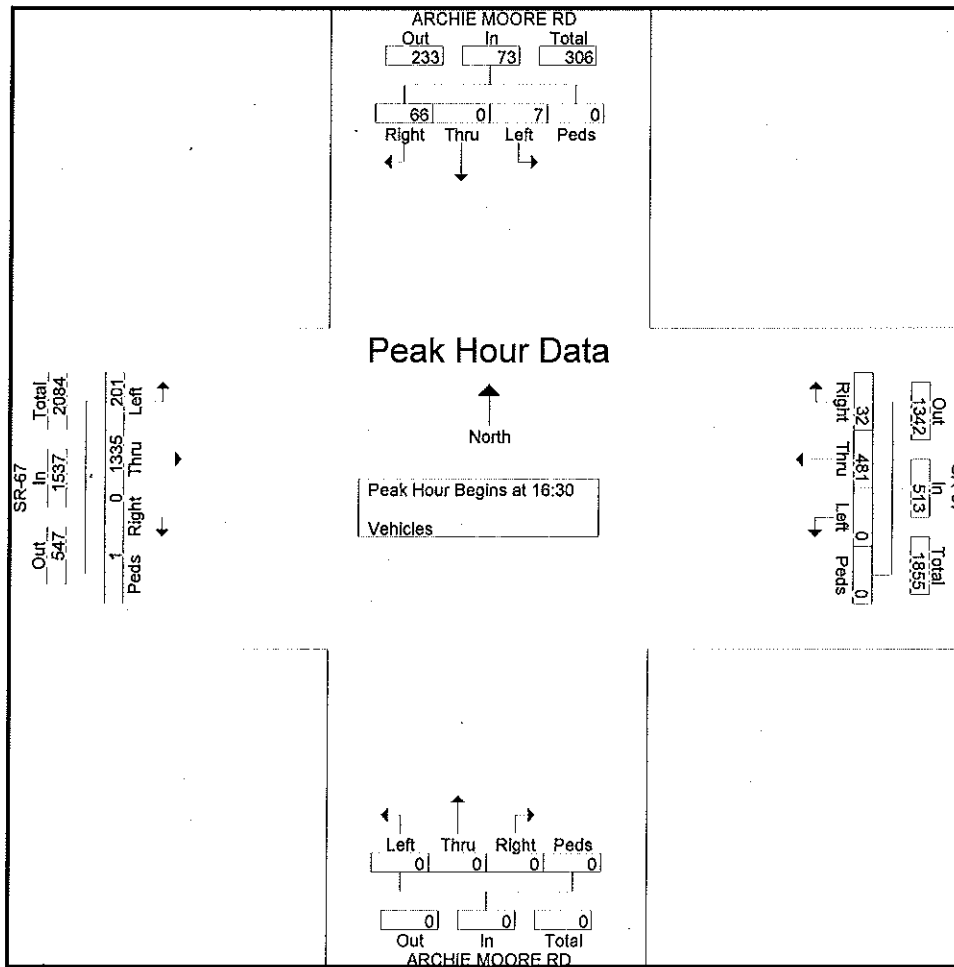 ARCHIE MOORE RD
Out In Total
233 73 306
66 0 7 0
Right Thru Left Peds
Peak Hour Data
North
Peak Hour Begins at 16:30
Vehicles
SR-67
Total In Out
2084 1537 547
201 1335 0 1
Left Thru Right Peds
Out In Total
1342 513 1855
32 481 0 0
Right Thru Left Peds
Left Thru Right Peds
0 0 0 0
0 0 0
Out In Total
ARCHIE MOORE RD